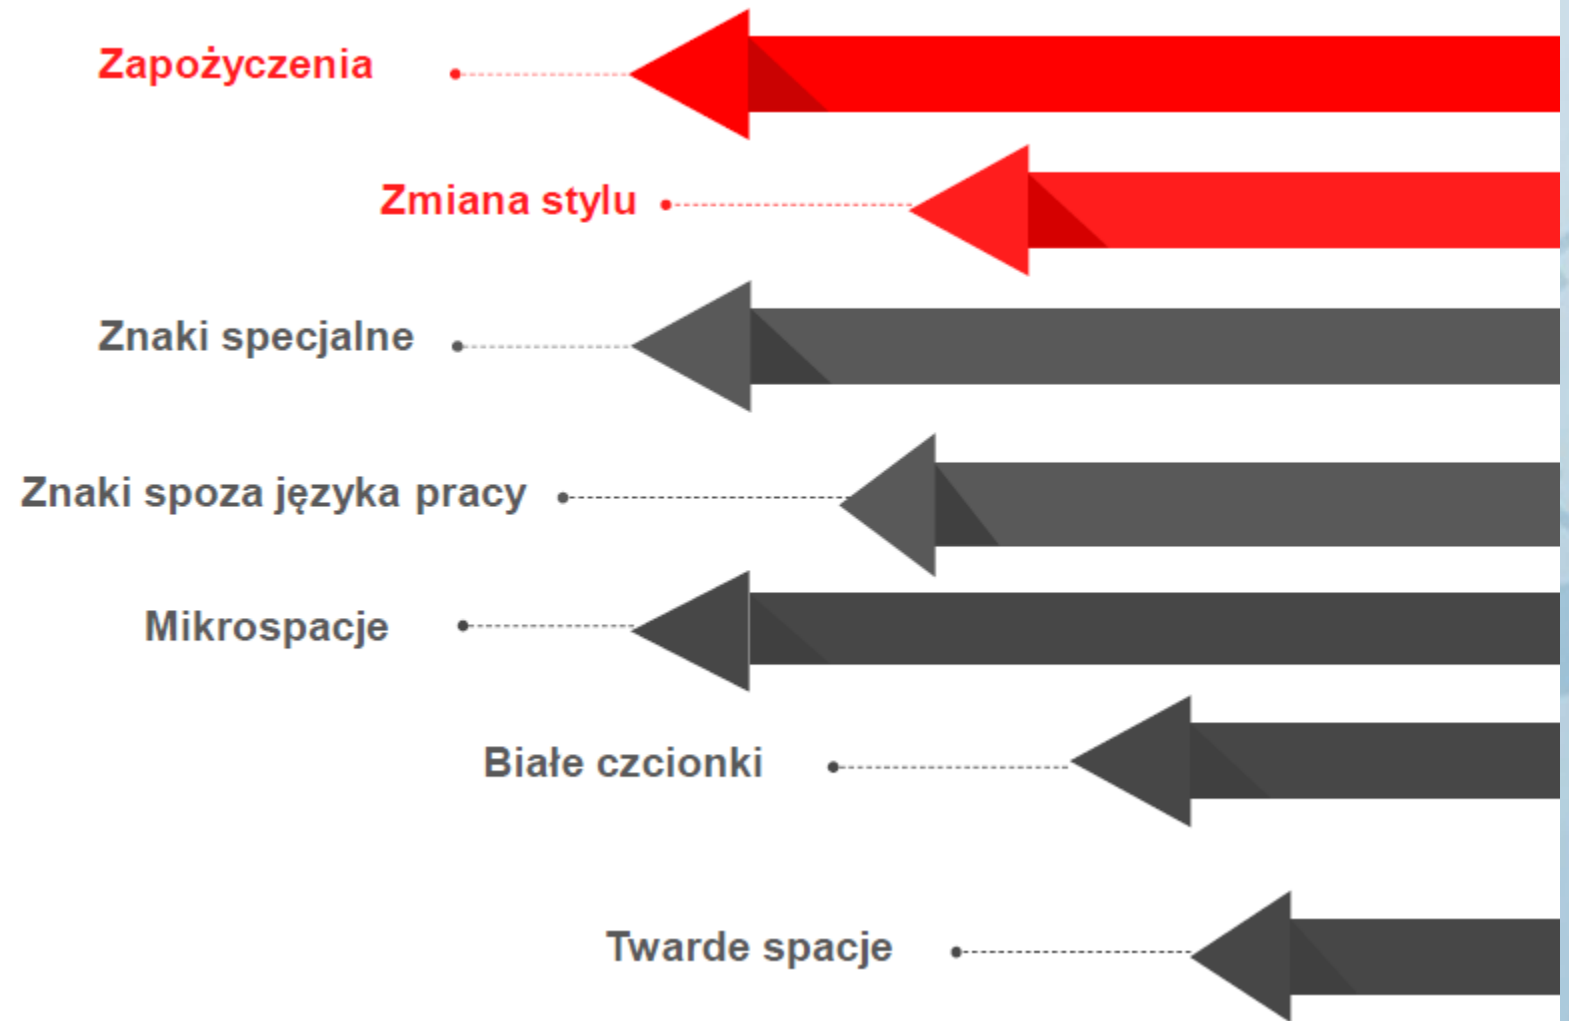 Zapożyczenia
Zmiana stylu
Znaki specjalne
Znaki spoza języka pracy
Mikrospacje
Białe czcionki
Twarde spacje